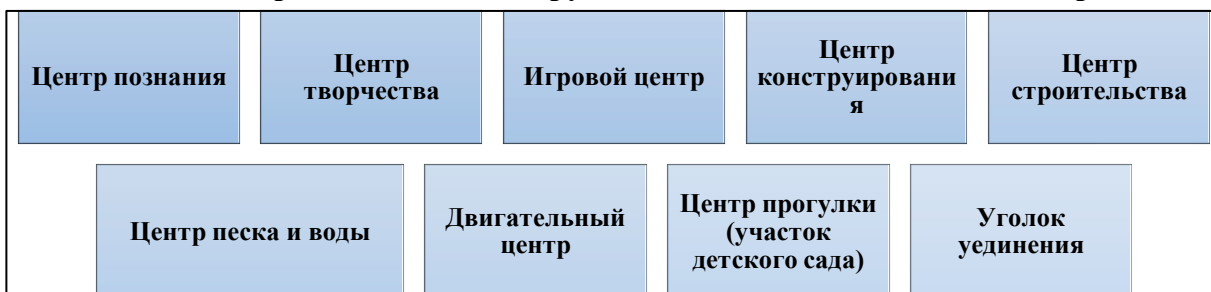 Центр познания
Центр
творчества
Игровой центр
Центр
конструировани
я
Центр
строительства
Центр песка и воды
Двигательный
центр
Центр прогулки
(участок
детского сада)
Уголок
уединения